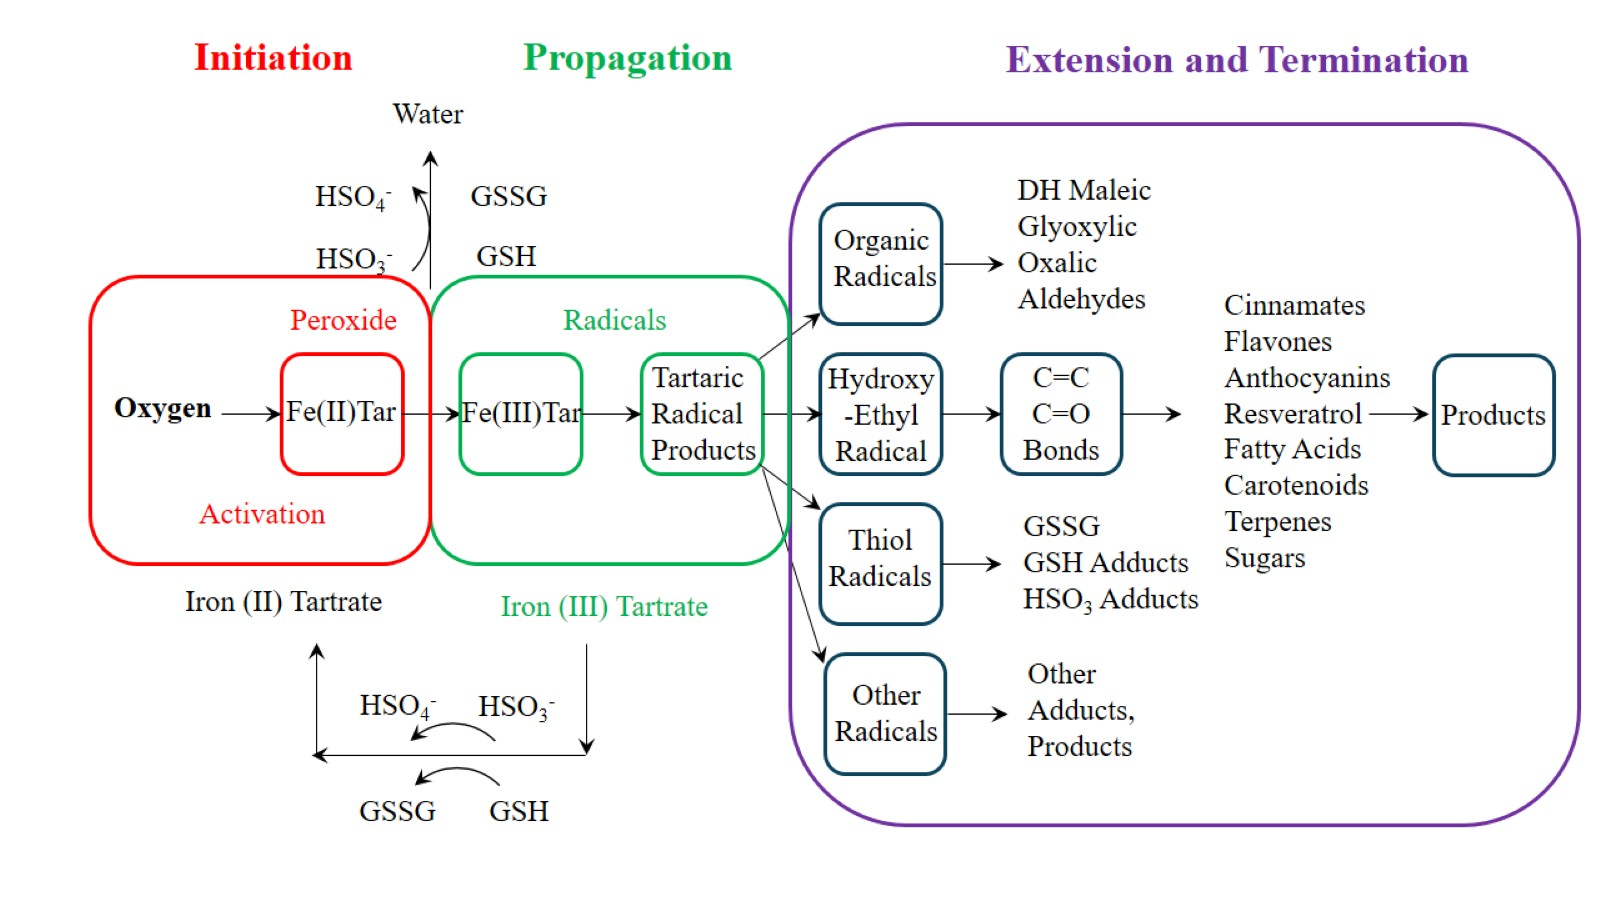 Initiation
Propagation
Extension and Termination
Water
HSO4-
GSSG
HSO3-
GSH
Peroxide
Radicals
Oxygen
Fe(II)Tar
Fe(III)Tar
Tartaric
Radical
Products
Activation
Iron (II) Tartrate
Iron (III) Tartrate
HSO4-
HSO3-
GSSG
GSH
Organic
Radicals
DH Maleic
Glyoxylic
Oxalic
Aldehydes
Hydroxy
-Ethyl
Radical
C=C
C=O
Bonds
Cinnamates
Flavones
Anthocyanins
Resveratrol
Fatty Acids
Carotenoids
Terpenes
Sugars
Products
Thiol
Radicals
GSSG
GSH Adducts
HSO3 Adducts
Other
Radicals
Other
Adducts,
Products